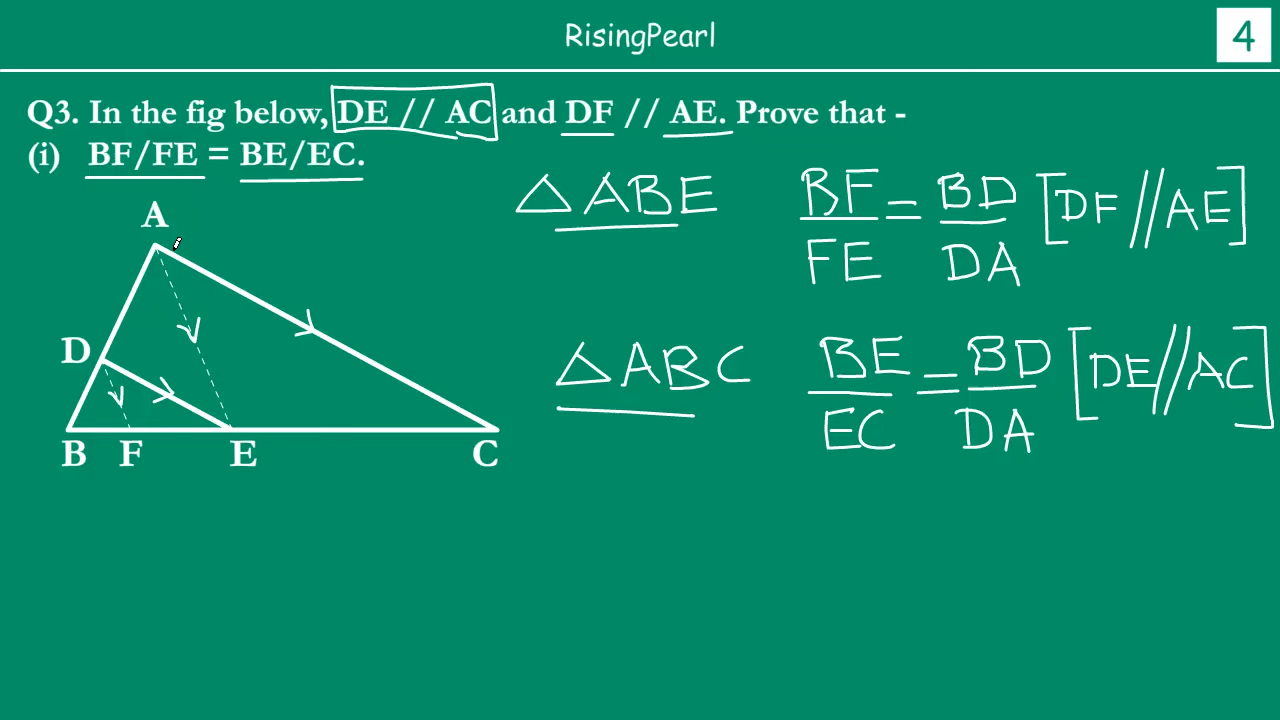 RisingPearl
4
Q3. In the fig below, DE // AC and DF // AE. Prove that -
(i) BF/FE = BE/EC.
△ABE BF/FE = BD/DA [DF//AE]
△ABC BE/EC = BD/DA [DE//AC]
A
D
B F E C